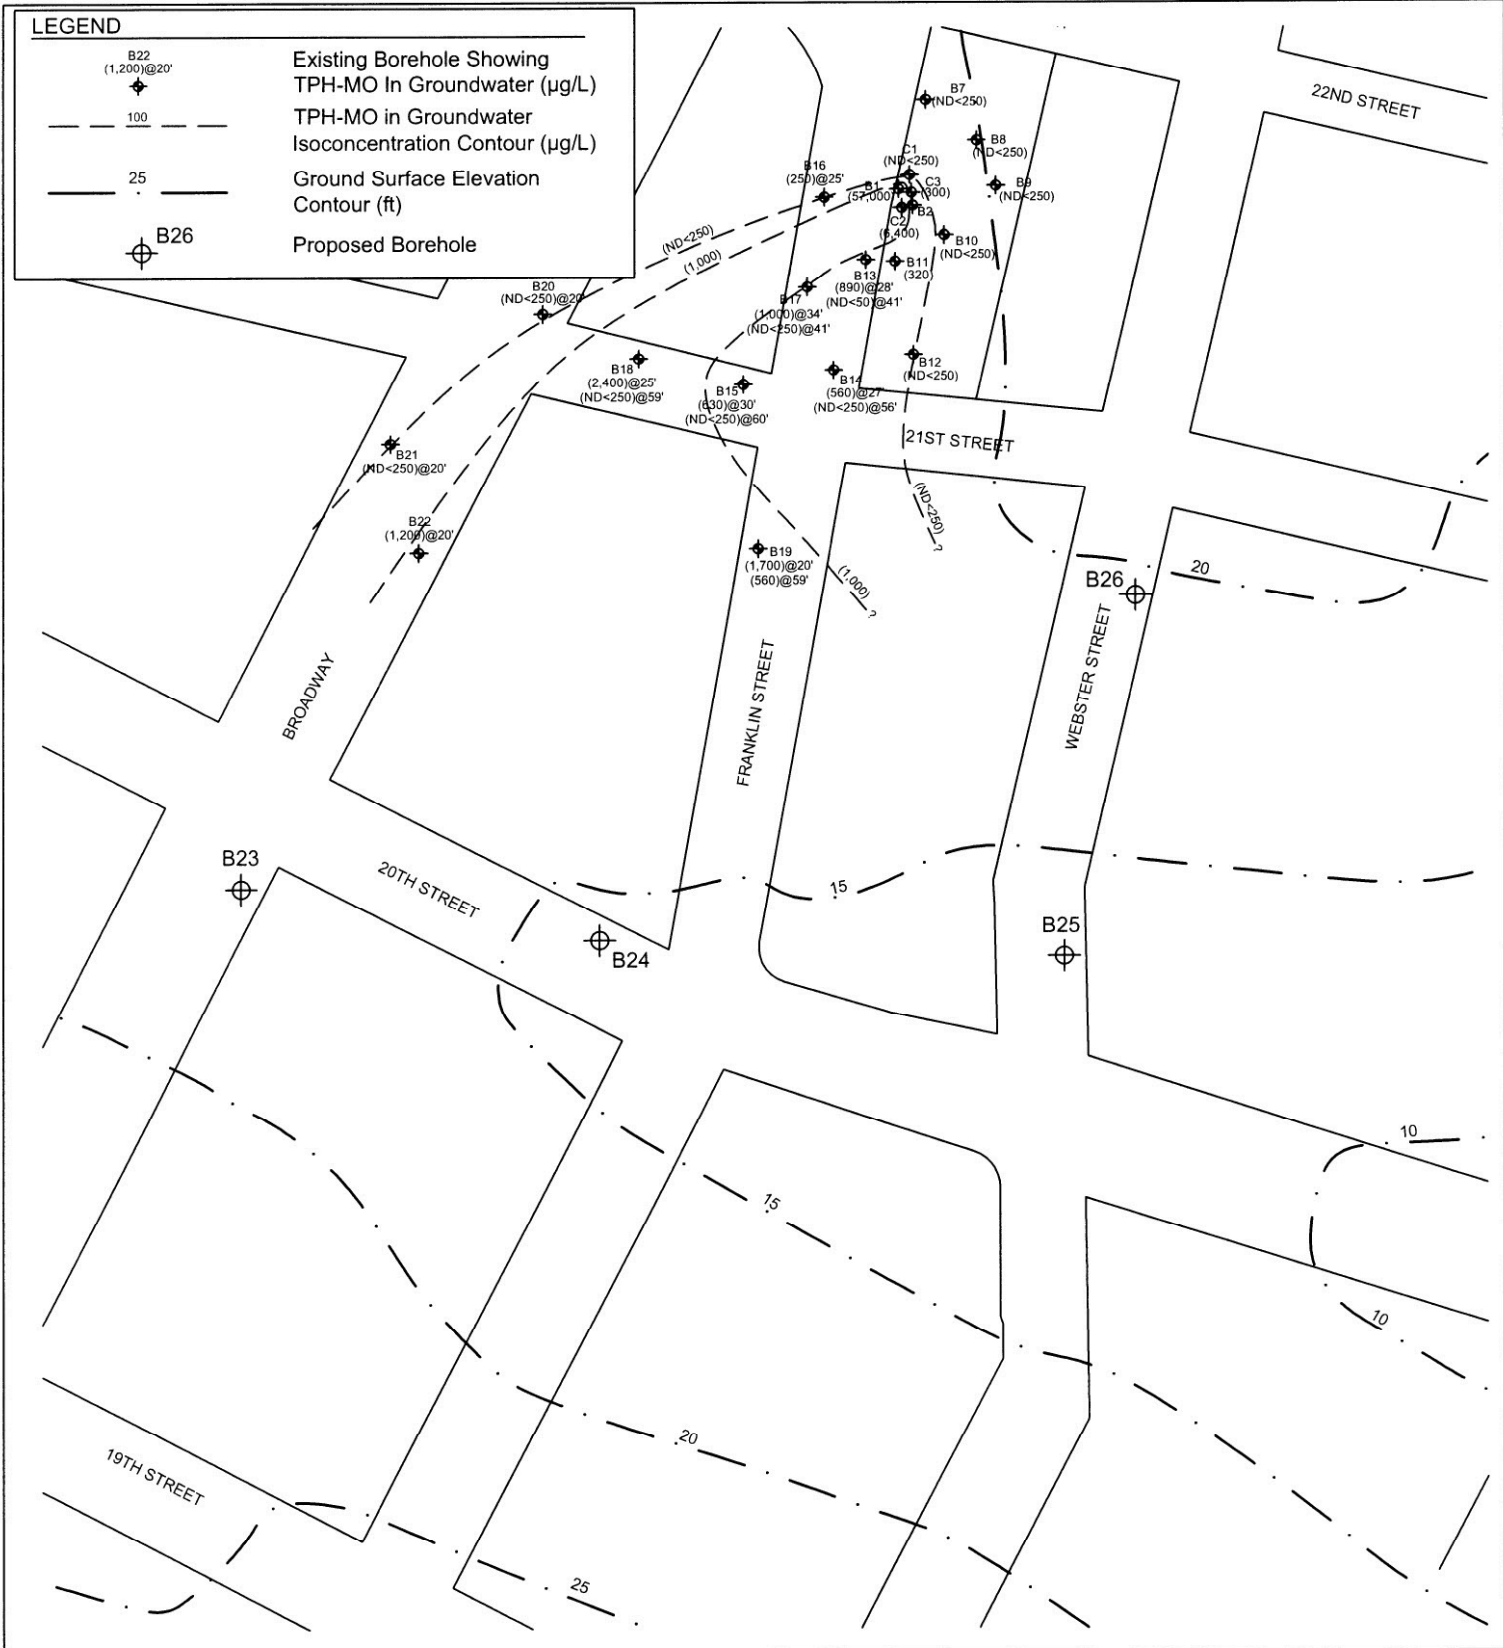 LEGEND
B22
(1,200)@20'
Existing Borehole Showing
TPH-MO In Groundwater (µg/L)
100
TPH-MO in Groundwater
Isoconcentration Contour (µg/L)
25
Ground Surface Elevation
Contour (ft)
B26
Proposed Borehole
22ND STREET
B7
(ND<250)
B8
(ND<250)
C1
(ND<250)
B16
(250)@25'
B1
(57,000)
C3
(300)
B9
(ND<250)
B2
C2
(6,400)
B10
(ND<250)
(ND<250)
(1,000)
B11
(320)
B13
(890)@28'
(ND<50)@41'
B20
(ND<250)@20'
B17
(1,000)@34'
(ND<250)@41'
B12
(ND<250)
B18
(2,400)@25'
(ND<250)@59'
B15
(630)@30'
(ND<250)@60'
B14
(560)@27'
(ND<250)@56'
21ST STREET
B21
(ND<250)@20'
(ND<250)
?
B22
(1,200)@20'
B19
(1,700)@20'
(560)@59'
(1,000)
?
20
B26
BROADWAY
FRANKLIN STREET
WEBSTER STREET
B23
20TH STREET
15
B24
B25
10
15
10
20
19TH STREET
25